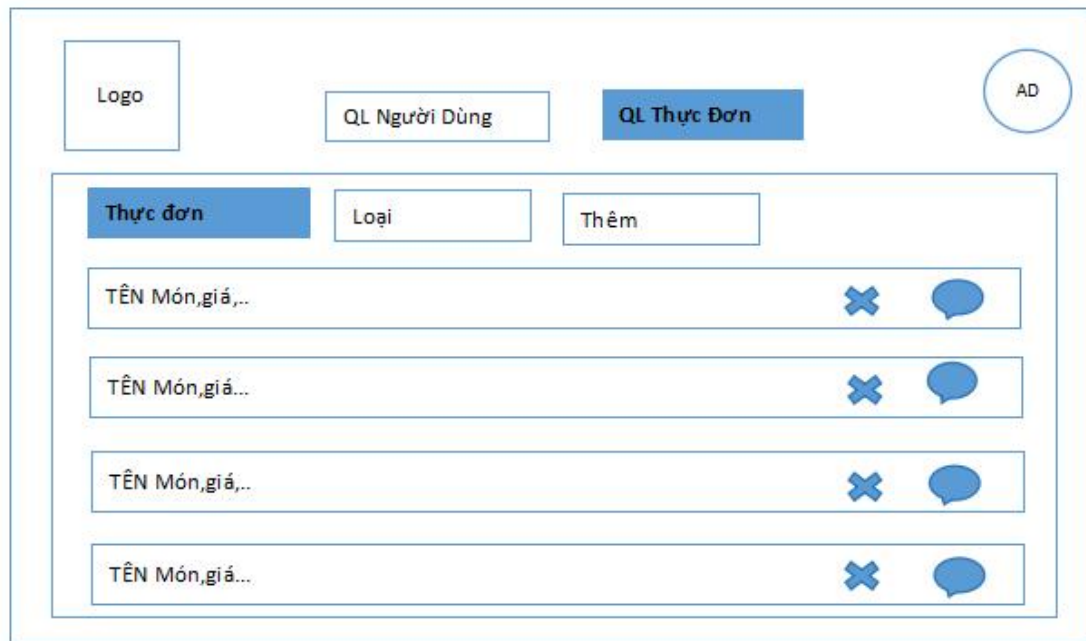 Logo
QL Người Dùng
QL Thực Đơn
AD
Thực đơn
Loại
Thêm
TÊN Món,giá,..
TÊN Món,giá...
TÊN Món,giá,..
TÊN Món,giá...